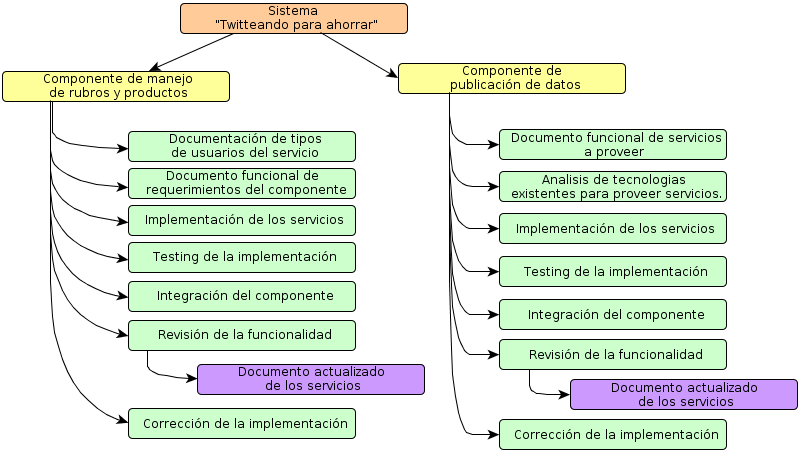 Sistema
"Twitteando para ahorrar"
Componente de manejo
de rubros y productos
Documentación de tipos
de usuarios del servicio
Documento funcional de
requerimientos del componente
Implementación de los servicios
Testing de la implementación
Integración del componente
Revisión de la funcionalidad
Documento actualizado
de los servicios
Corrección de la implementación
Componente de
publicación de datos
Documento funcional de servicios
a proveer
Analisis de tecnologias
existentes para proveer servicios.
Implementación de los servicios
Testing de la implementación
Integración del componente
Revisión de la funcionalidad
Documento actualizado
de los servicios
Corrección de la implementación